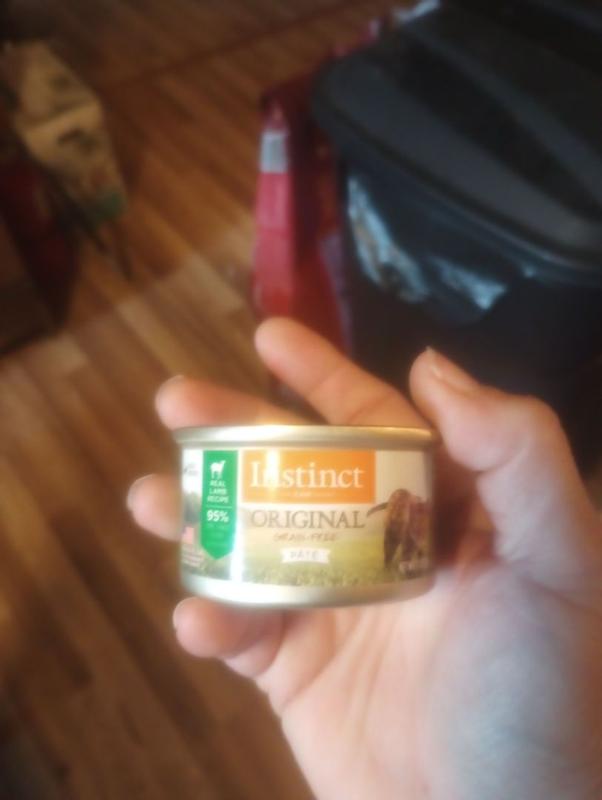 REAL
LAMB
RECIPE
95%
Instinct
ORIGINAL
GRAIN-FREE
PÂTÉ